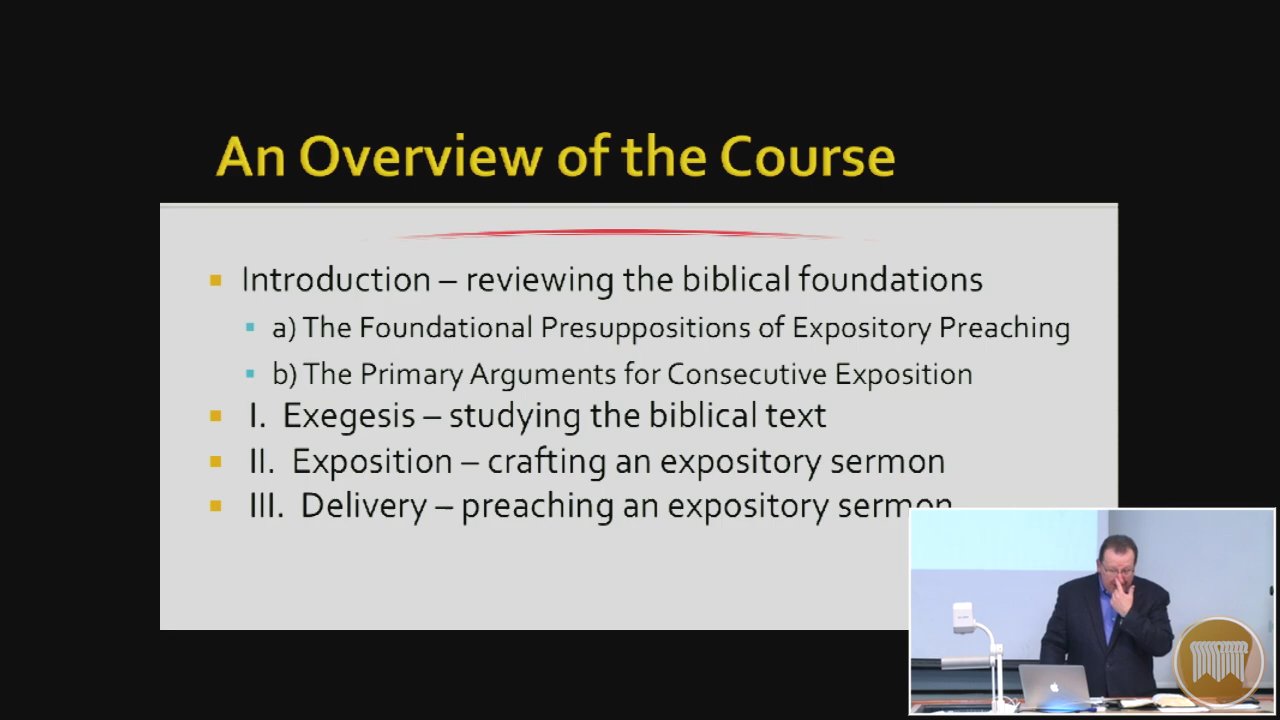 An Overview of the Course
Introduction – reviewing the biblical foundations
a) The Foundational Presuppositions of Expository Preaching
b) The Primary Arguments for Consecutive Exposition
I. Exegesis – studying the biblical text
II. Exposition – crafting an expository sermon
III. Delivery – preaching an expository sermon